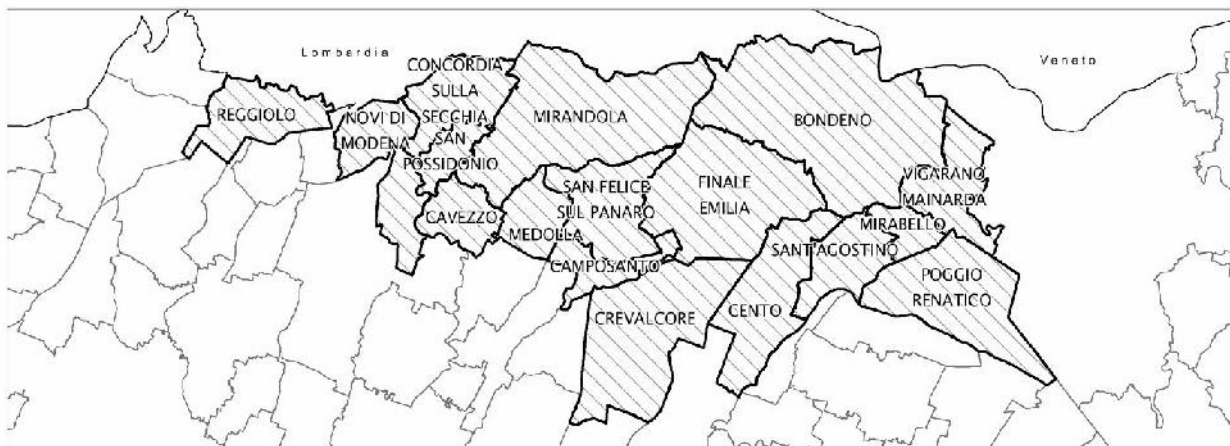 Lombardia
Veneto
CONCORDIA
SULLA
SECCHIA
REGGIOLO
NOVI DI
MODENA
MIRANDOLA
BONDENO
SAN
POSSIDONIO
VIGARANO
MAINARDA
SAN FELICE
SUL PANARO
FINALE
EMILIA
CAVEZZO
MEDOLLA
MIRABELLO
SANT'AGOSTINO
CAMPOSANTO
POGGIO
RENATICO
CREVALCORE
CENTO